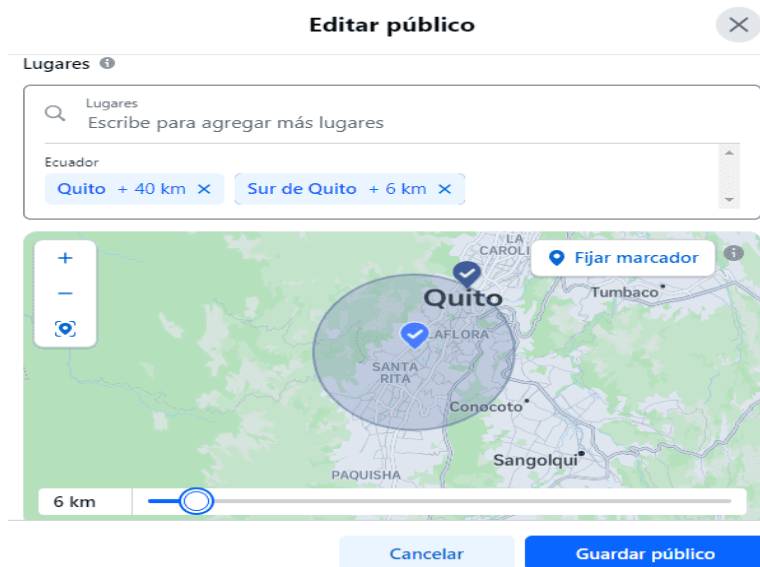 Editar público
Lugares
Lugares
Escribe para agregar más lugares
Ecuador
Quito + 40 km
Sur de Quito + 6 km
LA
CAROLI
Fijar marcador
Quito
Tumbaco
LAFLORA
SANTA
RITA
Conocoto
Sangolqui
PAQUISHA
6 km
Cancelar
Guardar público